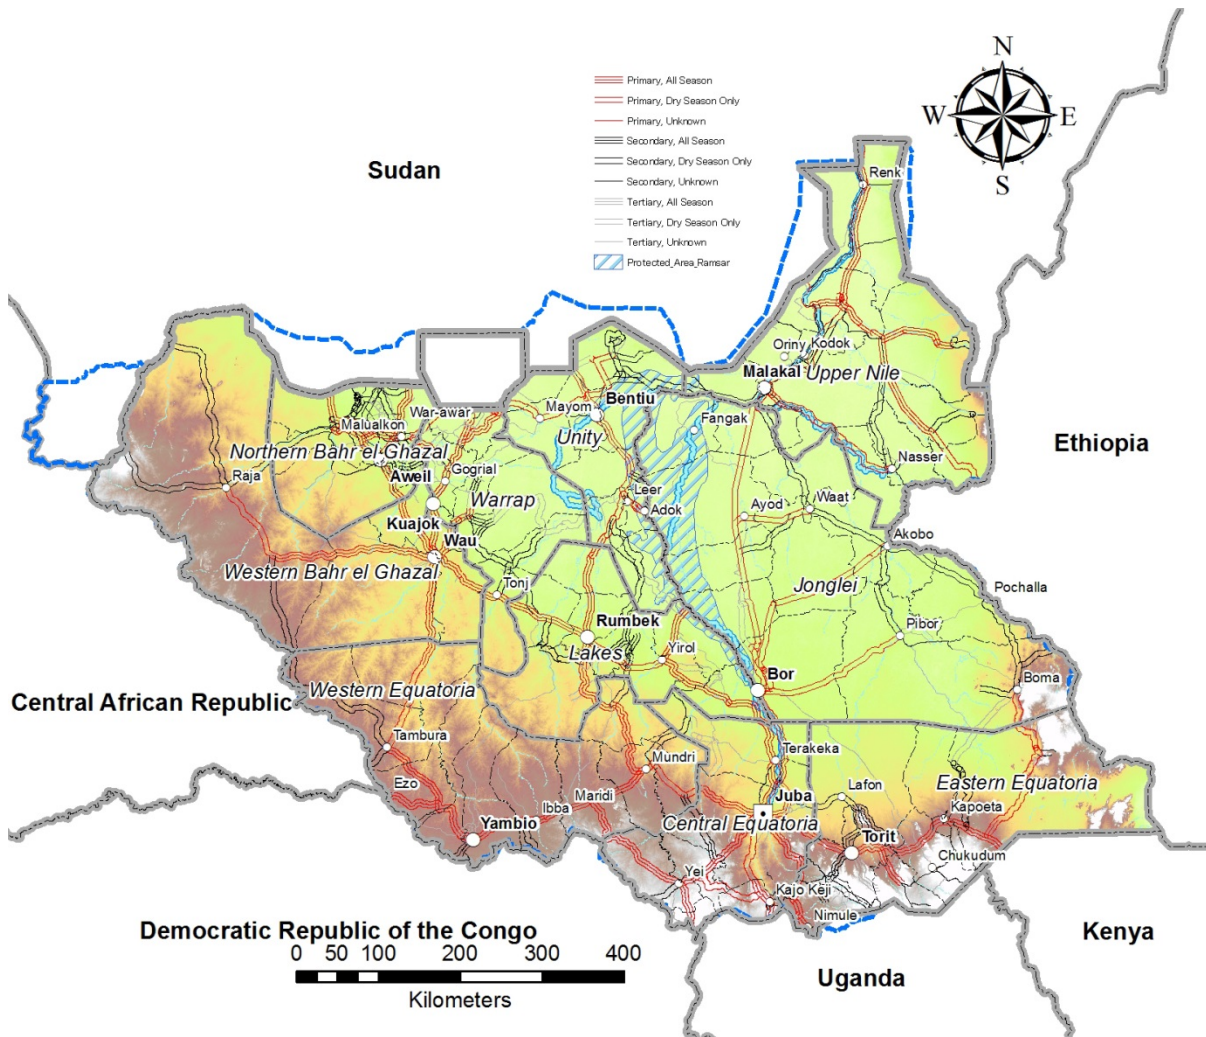 N
W E
S
Primary, All Season
Primary, Dry Season Only
Primary, Unknown
Secondary, All Season
Secondary, Dry Season Only
Secondary, Unknown
Tertiary, All Season
Tertiary, Dry Season Only
Tertiary, Unknown
Protected_Area_Ramsar
Sudan
Renk
Oriny
Kodok
Malakal
Upper Nile
Bentiu
Mayom
War-awar
Fangak
Malualkon
Unity
Ethiopia
Northern Bahr el Ghazal
Nasser
Gogrial
Raja
Aweil
Leer
Warrap
Waat
Ayod
Adok
Kuajok
Akobo
Wau
Western Bahr el Ghazal
Jonglei
Pochalla
Tonj
Rumbek
Pibor
Yirol
Lakes
Bor
Boma
Western Equatoria
Central African Republic
Tambura
Terakeka
Mundri
Ezo
Lafon
Eastern Equatoria
Maridi
Juba
Ibba
Kapoeta
Yambio
Central Equatoria
Torit
Chukudum
Yei
Kajo Keji
Nimule
Democratic Republic of the Congo
Kenya
0 50 100 200 300 400
Kilometers
Uganda